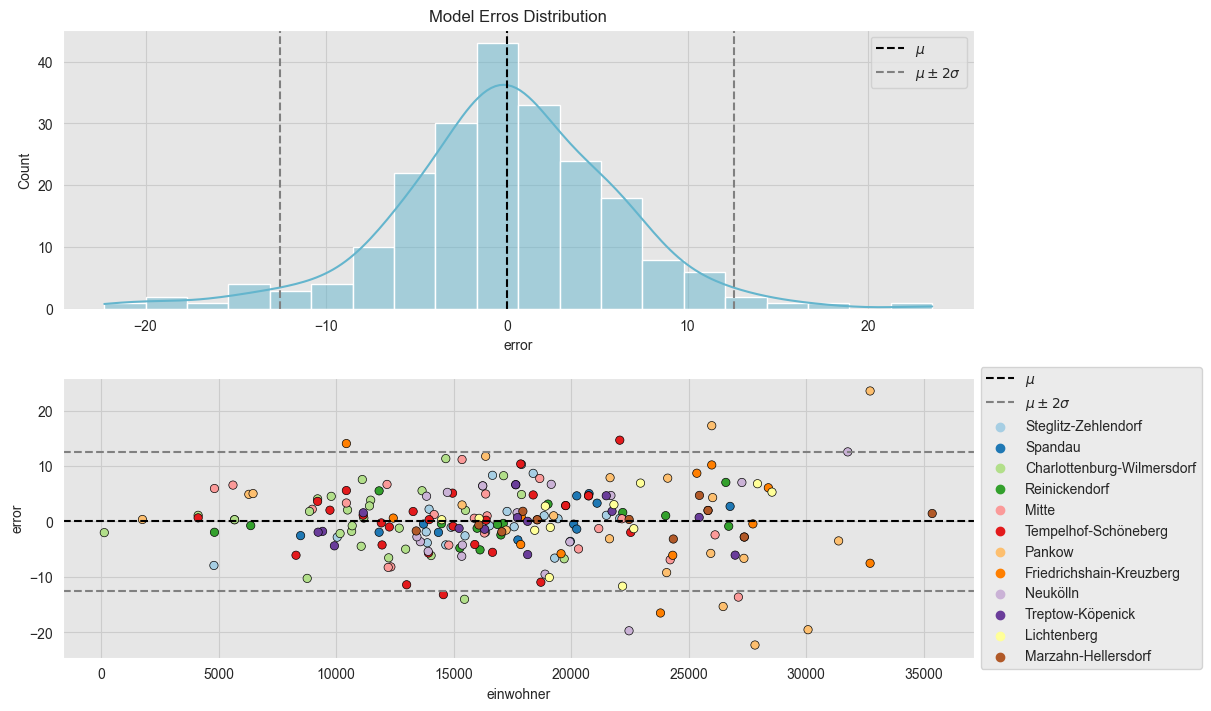 Model Erros Distribution
μ
μ ± 2σ
Count
40
30
20
10
0
−20
−10
0
10
20
error
μ
μ ± 2σ
Steglitz-Zehlendorf
Spandau
Charlottenburg-Wilmersdorf
Reinickendorf
Mitte
Tempelhof-Schöneberg
Pankow
Friedrichshain-Kreuzberg
Neukölln
Treptow-Köpenick
Lichtenberg
Marzahn-Hellersdorf
error
20
10
0
−10
−20
0
5000
10000
15000
20000
25000
30000
35000
einwohner